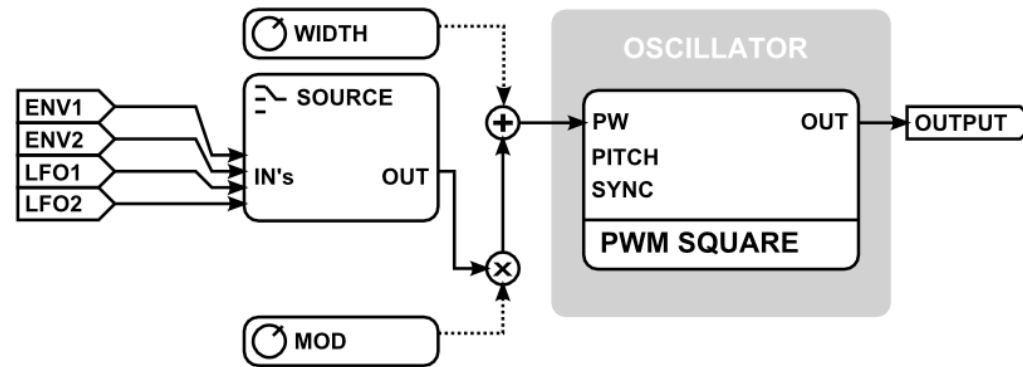 WIDTH
OSCILLATOR
SOURCE
ENV1
ENV2
LFO1
LFO2
IN's
OUT
PW
OUT
OUTPUT
PITCH
SYNC
PWM SQUARE
MOD